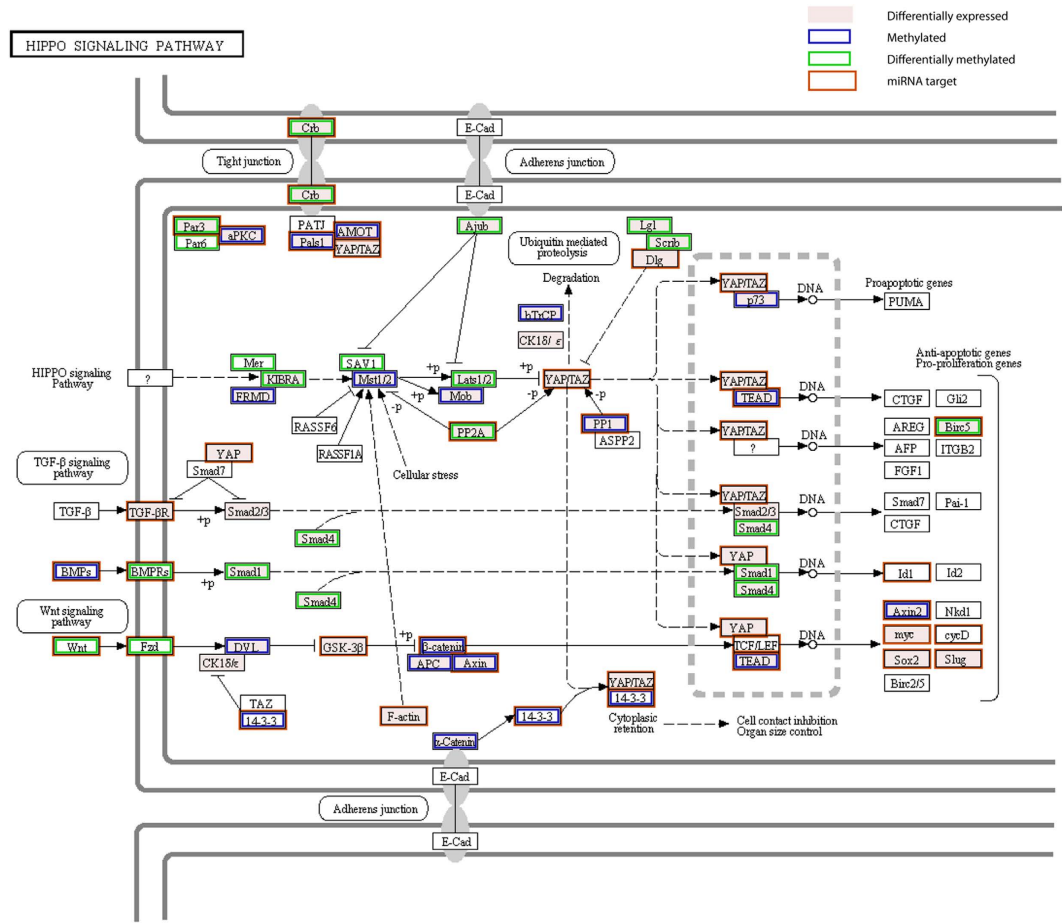 HIPPO SIGNALING PATHWAY
Differentially expressed
Methylated
Differentially methylated
miRNA target
Crb
E-Cad
Tight junction
Adherens junction
Crb
E-Cad
Par3
aPKC
Par6
PATJ
AMOT
Pals1
YAP/TAZ
Ajub
Lgl
Scrib
Dlg
Ubiquitin mediated
proteolysis
Degradation
bTrCP
CK1δ/ ε
YAP/TAZ
p73
DNA
Proapoptotic genes
PUMA
HIPPO signaling
Pathway
?
Mer
KIBRA
FRMD
SAV1
Mst1/2
+p
+p
-p
Lats1/2
Mob
+p
-p
YAP/TAZ
-p
PP2A
PP1
ASPP2
RASSF6
RASSF1A
Cellular stress
YAP/TAZ
TEAD
DNA
Anti-apoptotic genes
Pro-proliferation genes
CTGF
Gli2
YAP/TAZ
?
DNA
AREG
Birc5
AFP
ITGB2
FGF1
TGF-β signaling
pathway
YAP
Smad7
TGF-β
TGF-βR
+p
Smad2/3
Smad4
YAP/TAZ
Smad2/3
Smad4
DNA
Smad7
Pai-1
CTGF
BMPs
BMPRs
+p
Smad1
Smad4
YAP
Smad1
Smad4
DNA
Id1
Id2
Wnt signaling
pathway
Wnt
Fzd
DVL
CK1δ/ε
GSK-3β
+p
β-catenin
APC
Axin
YAP
TCF/LEF
TEAD
DNA
Axin2
Nkd1
myc
cycD
Sox2
Slug
Birc2/5
TAZ
14-3-3
F-actin
α-Catenin
14-3-3
YAP/TAZ
14-3-3
Cytoplasic
retention
Cell contact inhibition
Organ size control
E-Cad
Adherens junction
E-Cad